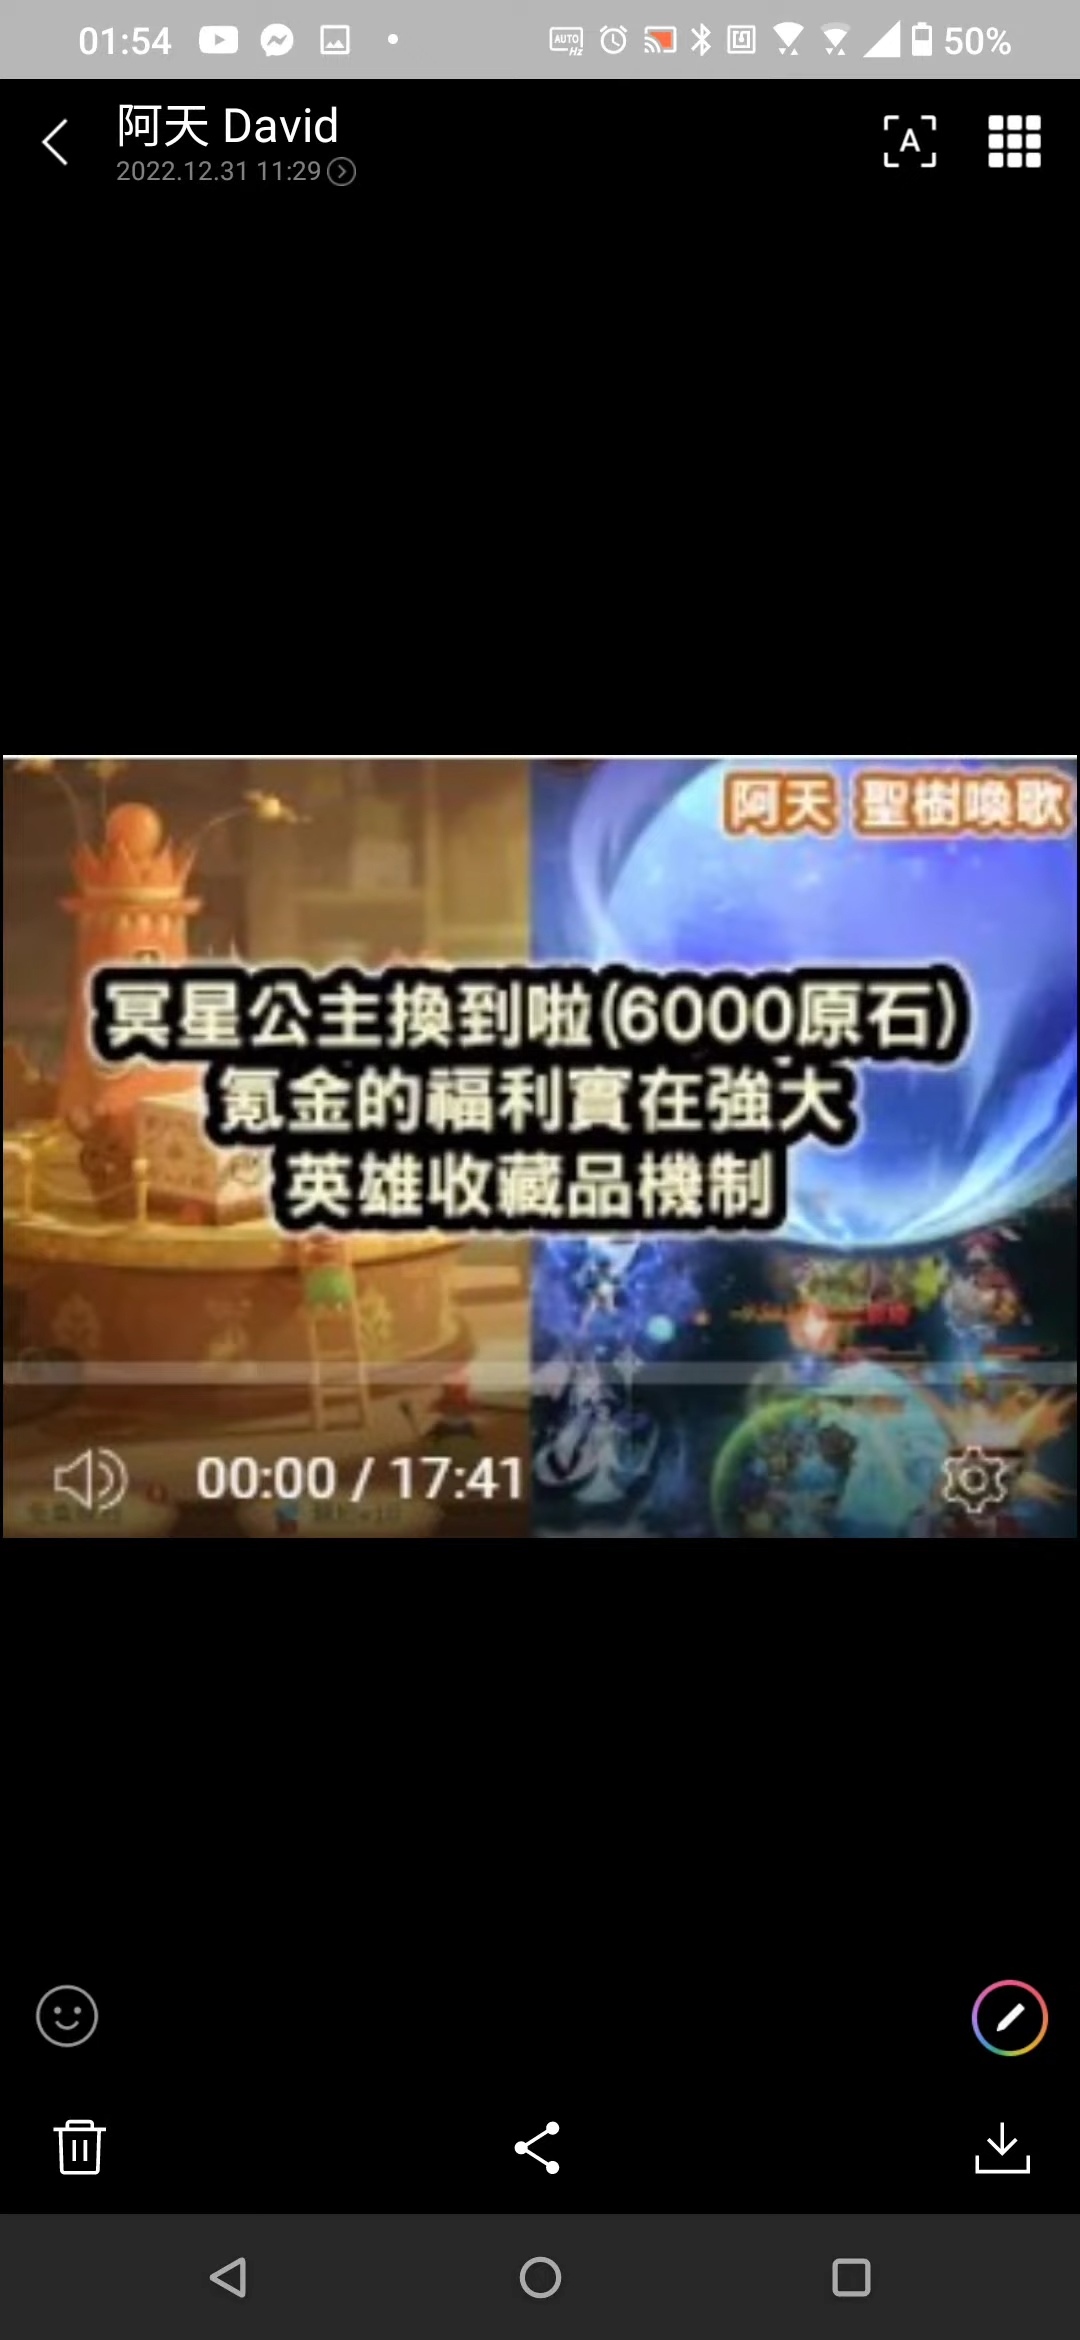 01:54
AUTO Hz
50%
阿天 David
2022.12.31 11:29
A
阿天 聖樹喚歌
冥星公主換到啦(6000原石)
氪金的福利實在強大
英雄收藏品機制
00:00 / 17:41